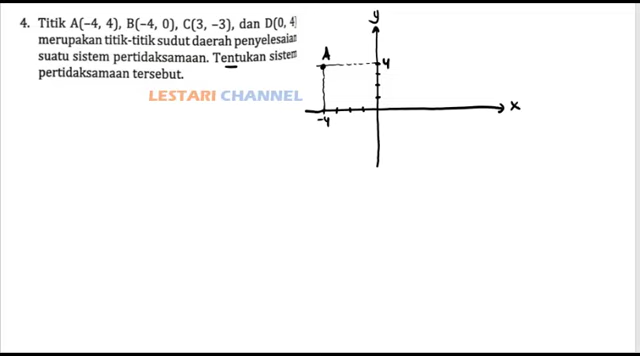 4. Titik A(−4, 4), B(−4, 0), C(3, −3), dan D(0, 4
merupakan titik-titik sudut daerah penyelesaian
suatu sistem pertidaksamaan. Tentukan sistem
pertidaksamaan tersebut.
LESTARI CHANNEL
y
A
4
x
-4